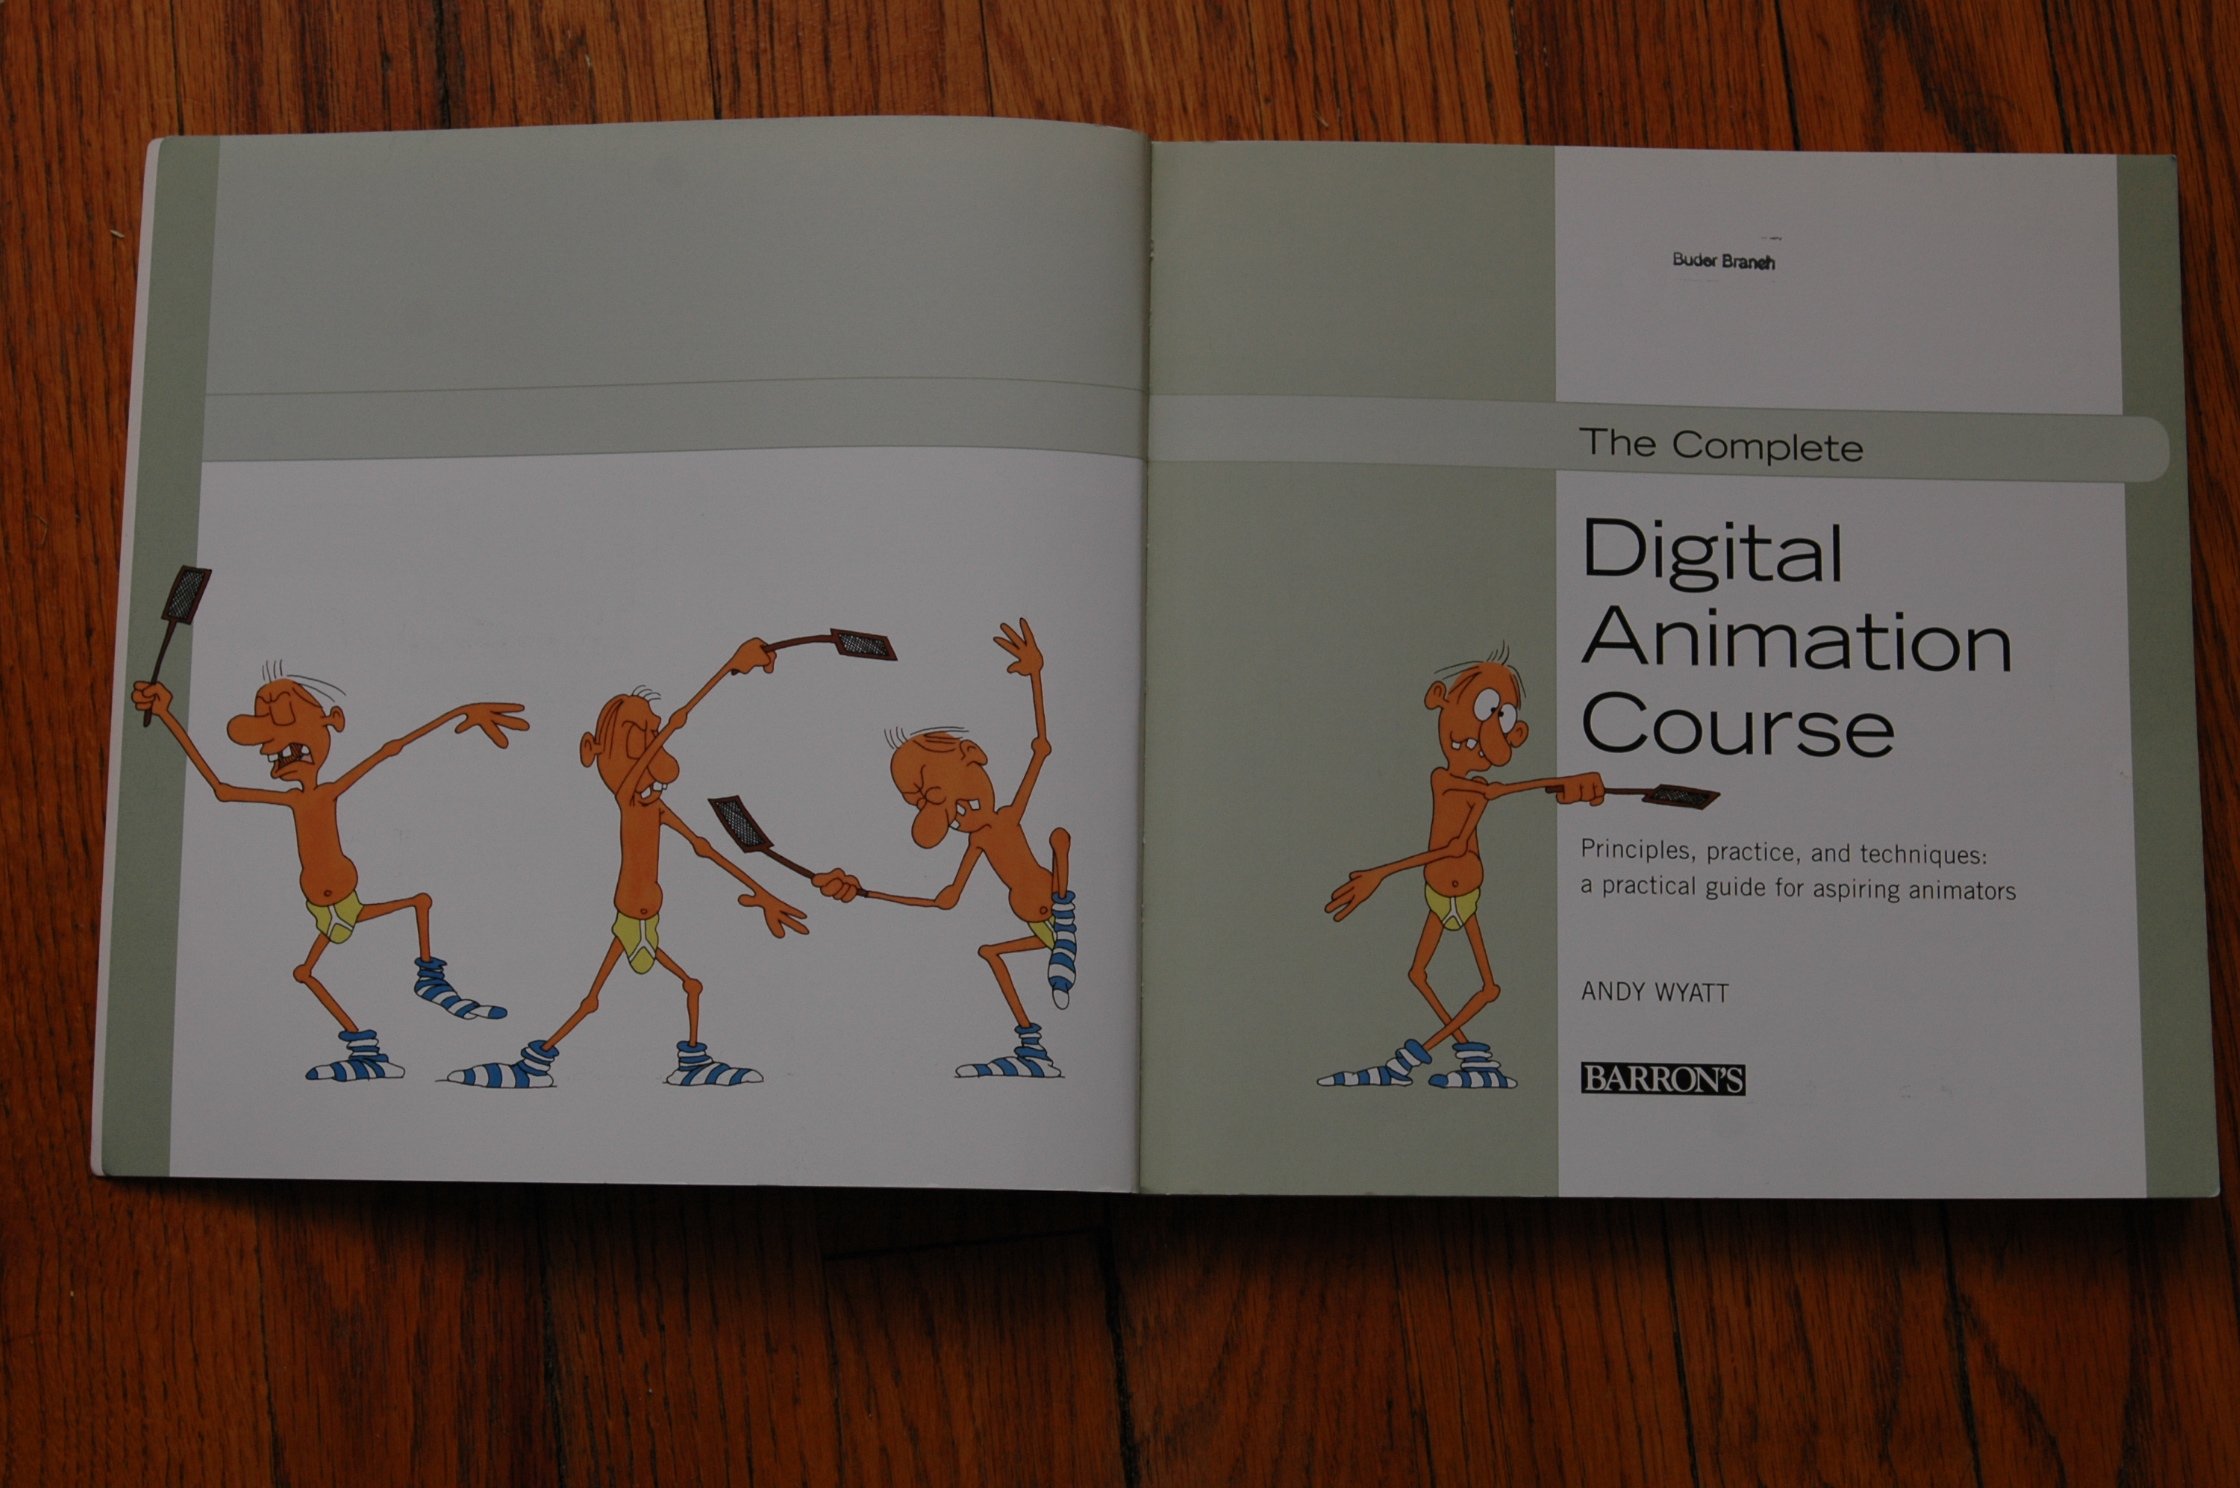 Buder Branch
The Complete
Digital
Animation
Course
Principles, practice, and techniques:
a practical guide for aspiring animators
ANDY WYATT
BARRON'S